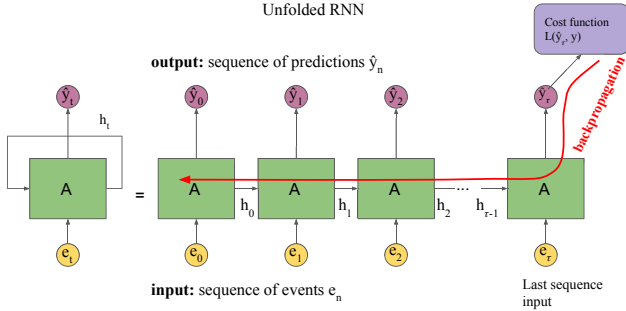 Unfolded RNN
Cost function
L(ŷ_τ, y)
output: sequence of predictions ŷ_n
ŷ_t
ŷ_0
ŷ_1
ŷ_2
ŷ_τ
backpropagation
h_t
A
=
A
A
A
...
A
h_0
h_1
h_2
h_τ-1
e_t
e_0
e_1
e_2
e_τ
input: sequence of events e_n
Last sequence
input